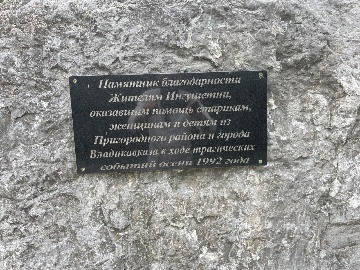 Памятник благодарности
Жителям Ингушетии,
оказавшим помощь старикам,
женщинам и детям из
Пригородного района и города
Владикавказа в ходе трагических
событий осени 1992 года